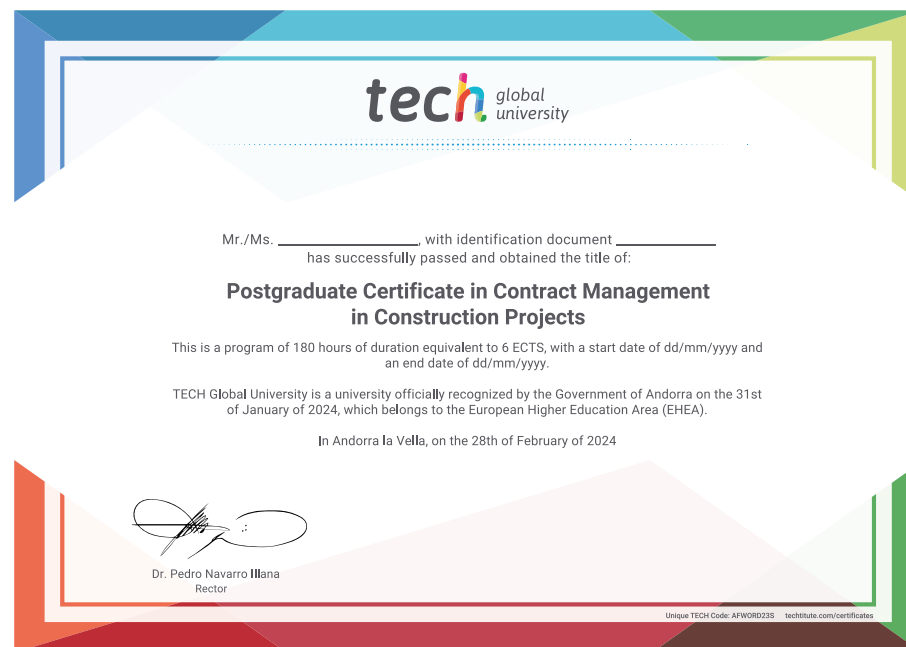 tech global
university
Mr./Ms. ____________________, with identification document ______________
has successfully passed and obtained the title of:
Postgraduate Certificate in Contract Management
in Construction Projects
This is a program of 180 hours of duration equivalent to 6 ECTS, with a start date of dd/mm/yyyy and
an end date of dd/mm/yyyy.
TECH Global University is a university officially recognized by the Government of Andorra on the 31st
of January of 2024, which belongs to the European Higher Education Area (EHEA).
In Andorra la Vella, on the 28th of February of 2024
Dr. Pedro Navarro Illana
Rector
Unique TECH Code: AFWORD23S techtitute.com/certificates